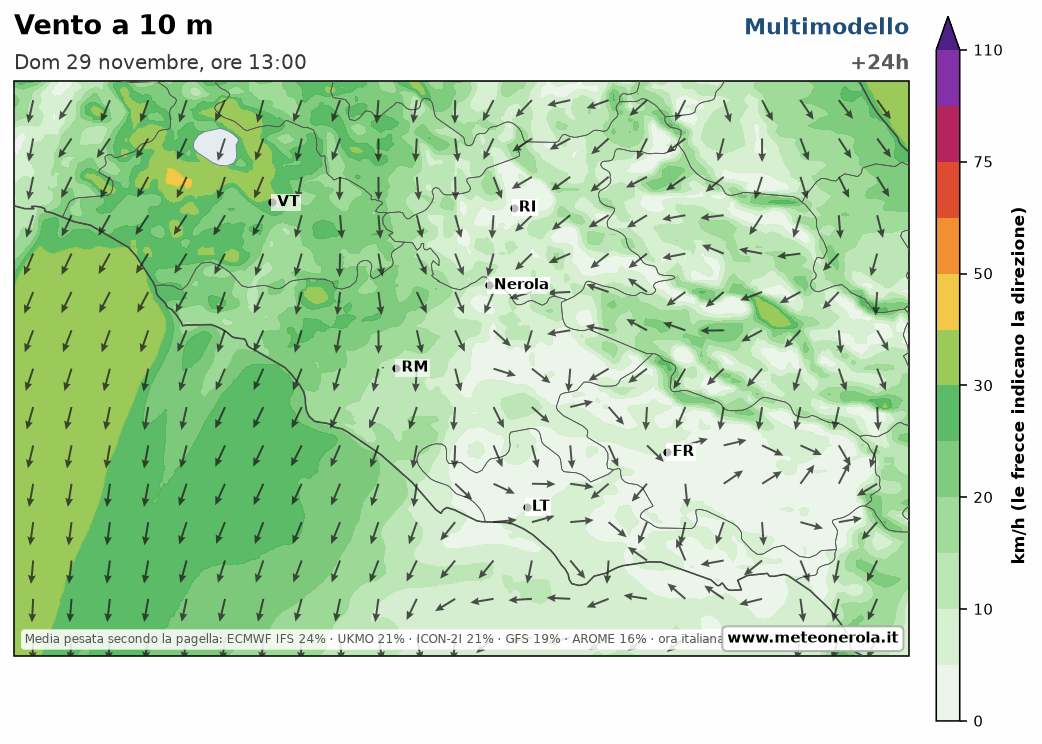 Vento a 10 m
Multimodello
Dom 29 novembre, ore 13:00
+24h
VT
RI
Nerola
RM
FR
LT
Media pesata secondo la pagella: ECMWF IFS 24% · UKMO 21% · ICON-2I 21% · GFS 19% · AROME 16% · ora italiana
www.meteonerola.it
110
75
50
30
20
10
0
km/h (le frecce indicano la direzione)